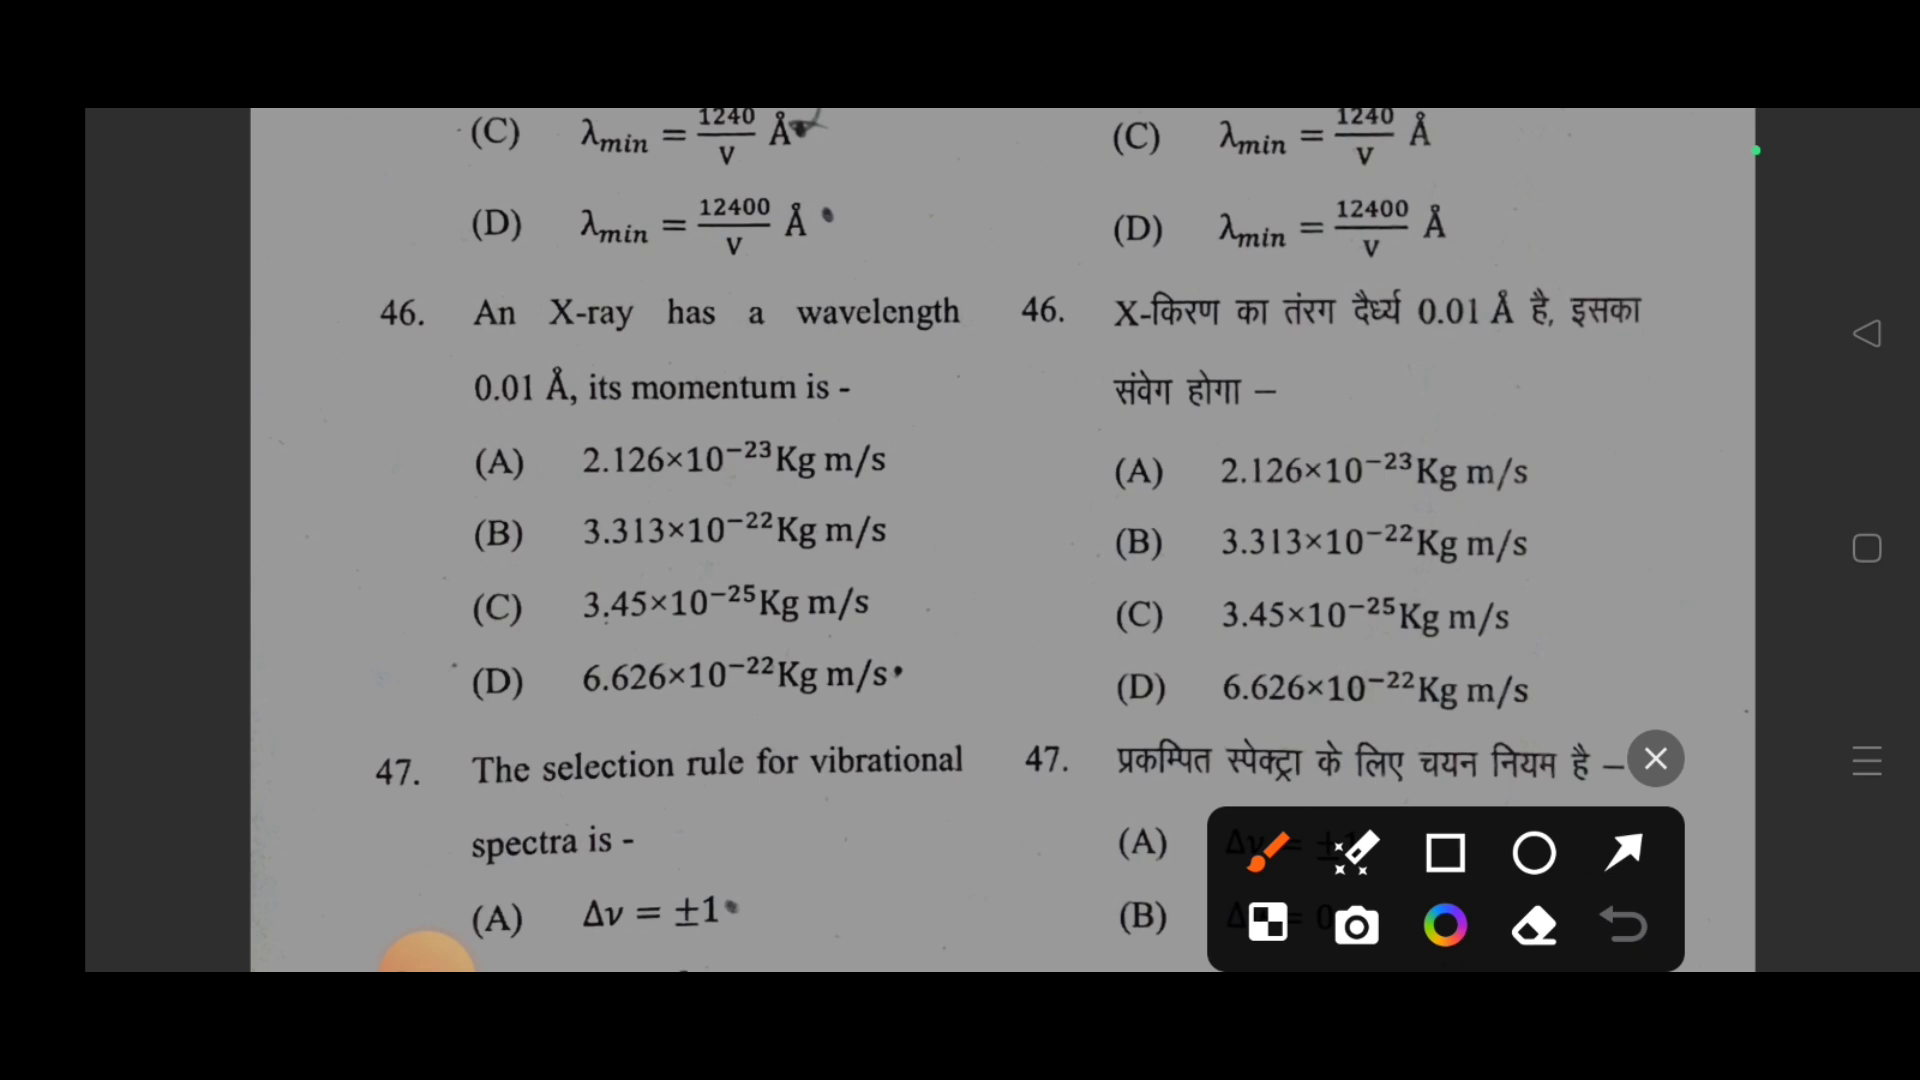 (C) λmin = 1240/V Å
(D) λmin = 12400/V Å
46. An X-ray has a wavelength
0.01 Å, its momentum is -
(A) 2.126×10⁻²³Kg m/s
(B) 3.313×10⁻²²Kg m/s
(C) 3.45×10⁻²⁵Kg m/s
(D) 6.626×10⁻²²Kg m/s
47. The selection rule for vibrational
spectra is -
(A) Δν = ±1
(C) λmin = 1240/V Å
(D) λmin = 12400/V Å
46. X-किरण का तंरग दैर्ध्य 0.01 Å है, इसका
संवेग होगा –
(A) 2.126×10⁻²³Kg m/s
(B) 3.313×10⁻²²Kg m/s
(C) 3.45×10⁻²⁵Kg m/s
(D) 6.626×10⁻²²Kg m/s
47. प्रकम्पित स्पेक्ट्रा के लिए चयन नियम है –
(A) Δν = ±1
(B)